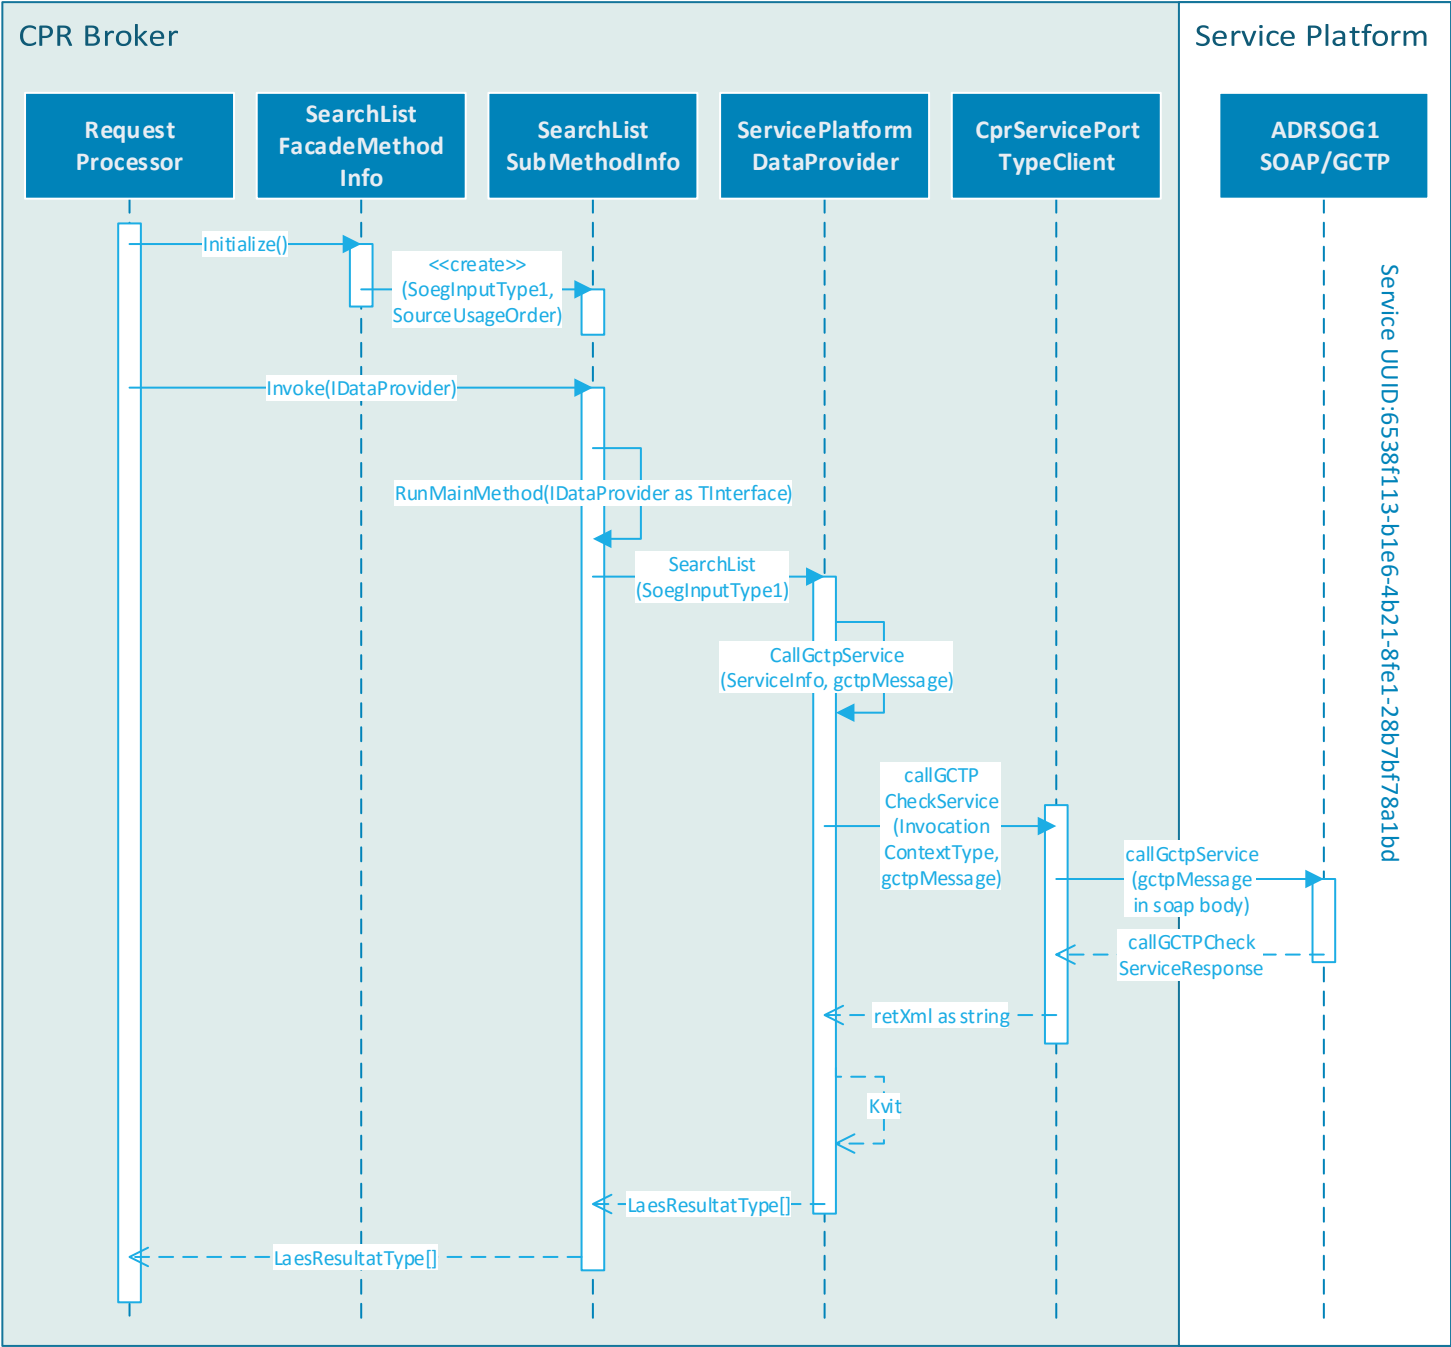 CPR Broker
Service Platform
Request
Processor
SearchList
FacadeMethod
Info
SearchList
SubMethodInfo
ServicePlatform
DataProvider
CprServicePort
TypeClient
ADRSOG1
SOAP/GCTP
Initialize()
<<create>>
(SoegInputType1,
SourceUsageOrder)
Service UUID:6538f113-b1e6-4b21-8fe1-28b7bf78a1bd
Invoke(IDataProvider)
RunMainMethod(IDataProvider as TInterface)
SearchList
(SoegInputType1)
CallGctpService
(ServiceInfo, gctpMessage)
callGCTP
CheckService
(Invocation
ContextType,
gctpMessage)
callGctpService
(gctpMessage
in soap body)
callGCTPCheck
ServiceResponse
retXml as string
Kvit
LaesResultatType[]
LaesResultatType[]